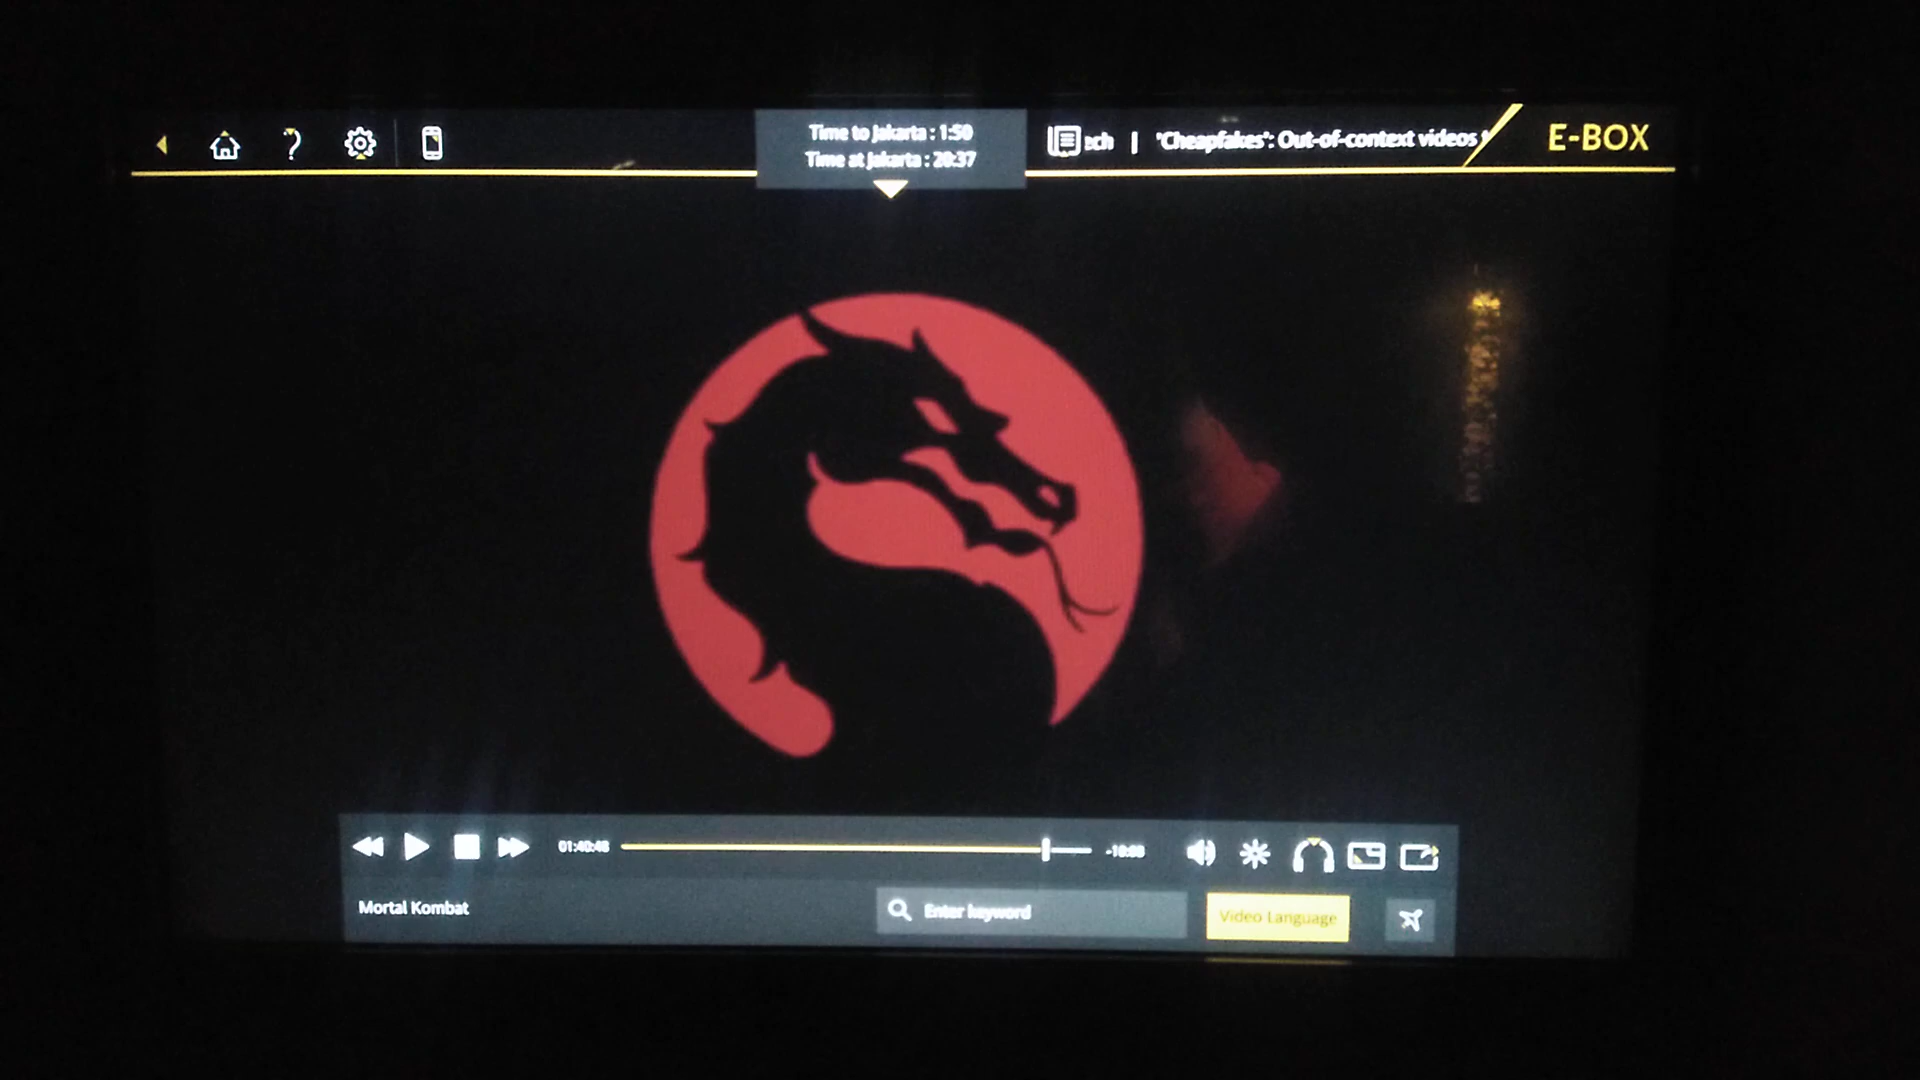 Time to Jakarta : 1:50
Time at Jakarta : 20:37
ech | "Cheapfakes": Out-of-context videos
E-BOX
01:40:48
Mortal Kombat
Enter keyword
Video Language